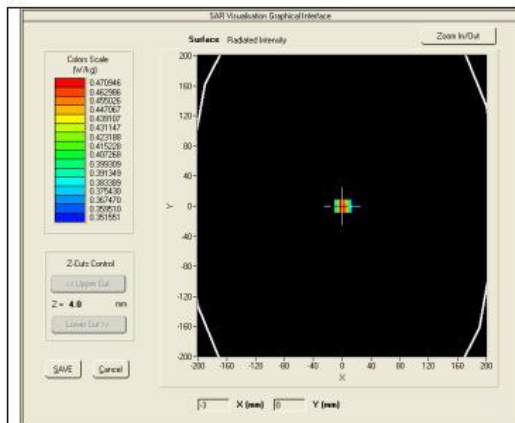 SAR Visualisation Graphical Interface
Surface Radiated Intensity
Zoom In/Out
Colors Scale
(W/kg)
0.470946
0.462986
0.455026
0.447067
0.439107
0.431147
0.423188
0.415228
0.407268
0.399309
0.391349
0.383389
0.375430
0.367470
0.359510
0.351551
200
160
120
80
40
0
-40
-80
-120
-160
-200
Y
-200 -160 -120 -80 -40 0 40 80 120 160 200
X
Z-Cuts Control
<< Upper Cut
Z = 4.0 mm
Lower Cut >>
SAVE Cancel
-3 X (mm) 0 Y (mm)